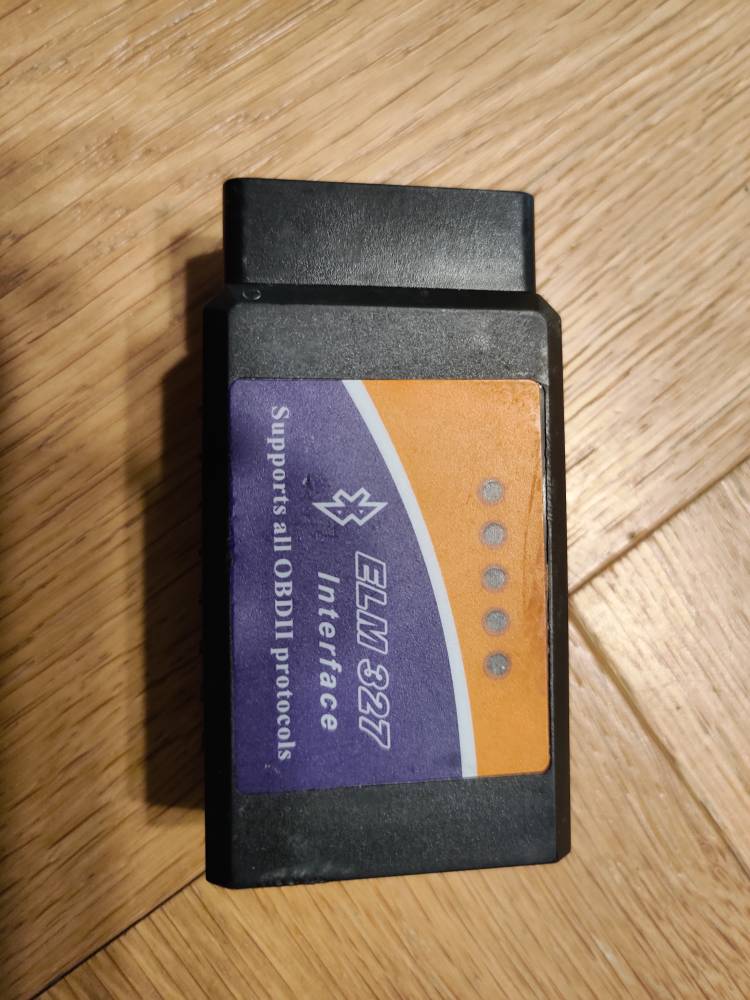 ELM 327
Interface
Supports all OBDII protocols